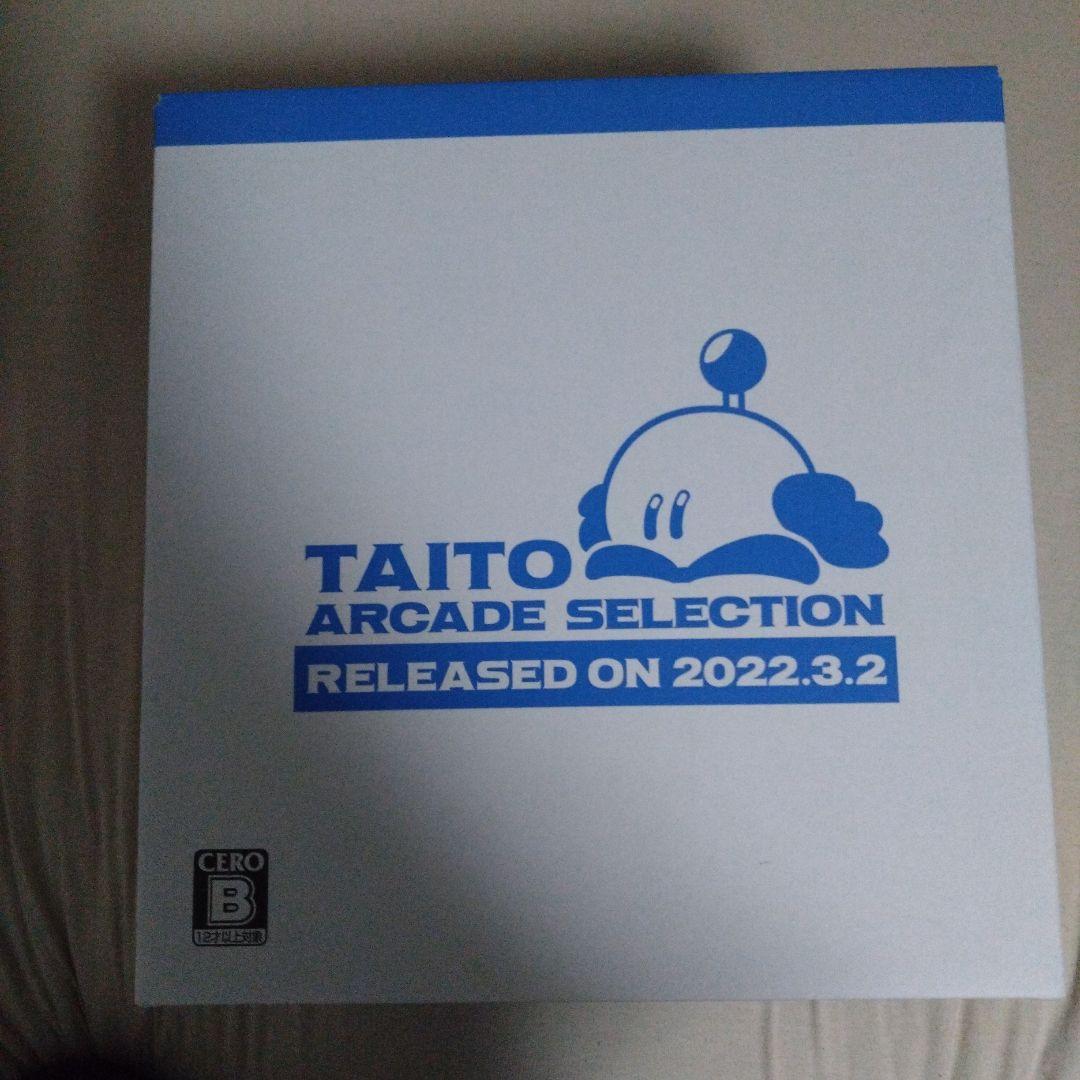 TAITO
ARCADE SELECTION
RELEASED ON 2022.3.2
CERO
B
12才以上対象